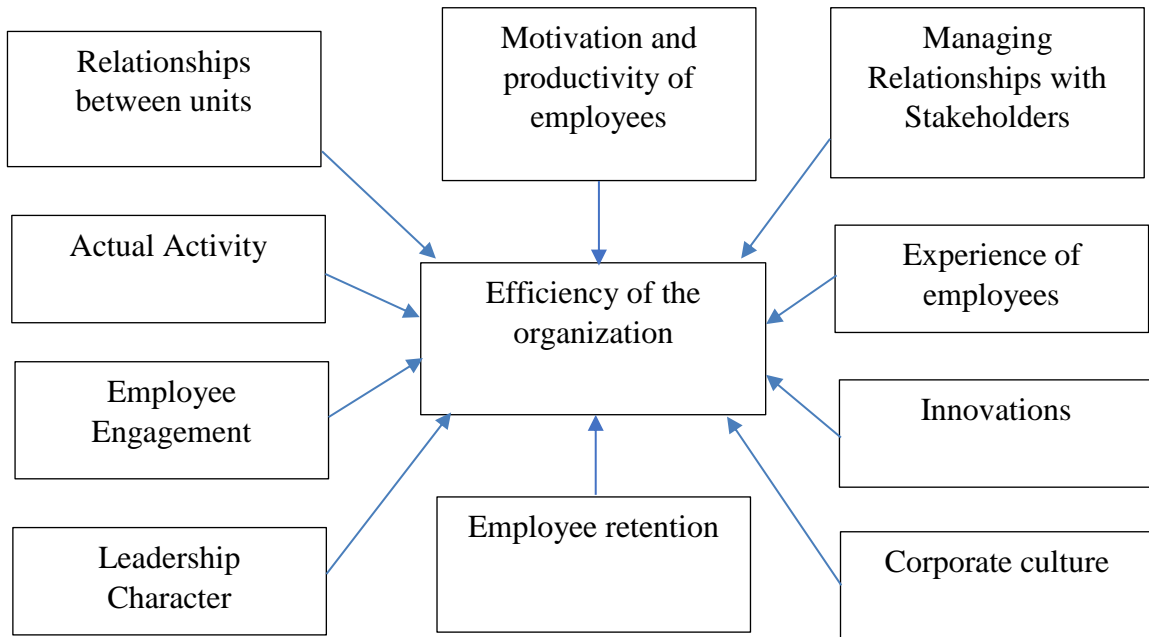 Relationships
between units
Motivation and
productivity of
employees
Managing
Relationships with
Stakeholders
Actual Activity
Efficiency of the
organization
Experience of
employees
Employee
Engagement
Innovations
Leadership
Character
Employee retention
Corporate culture